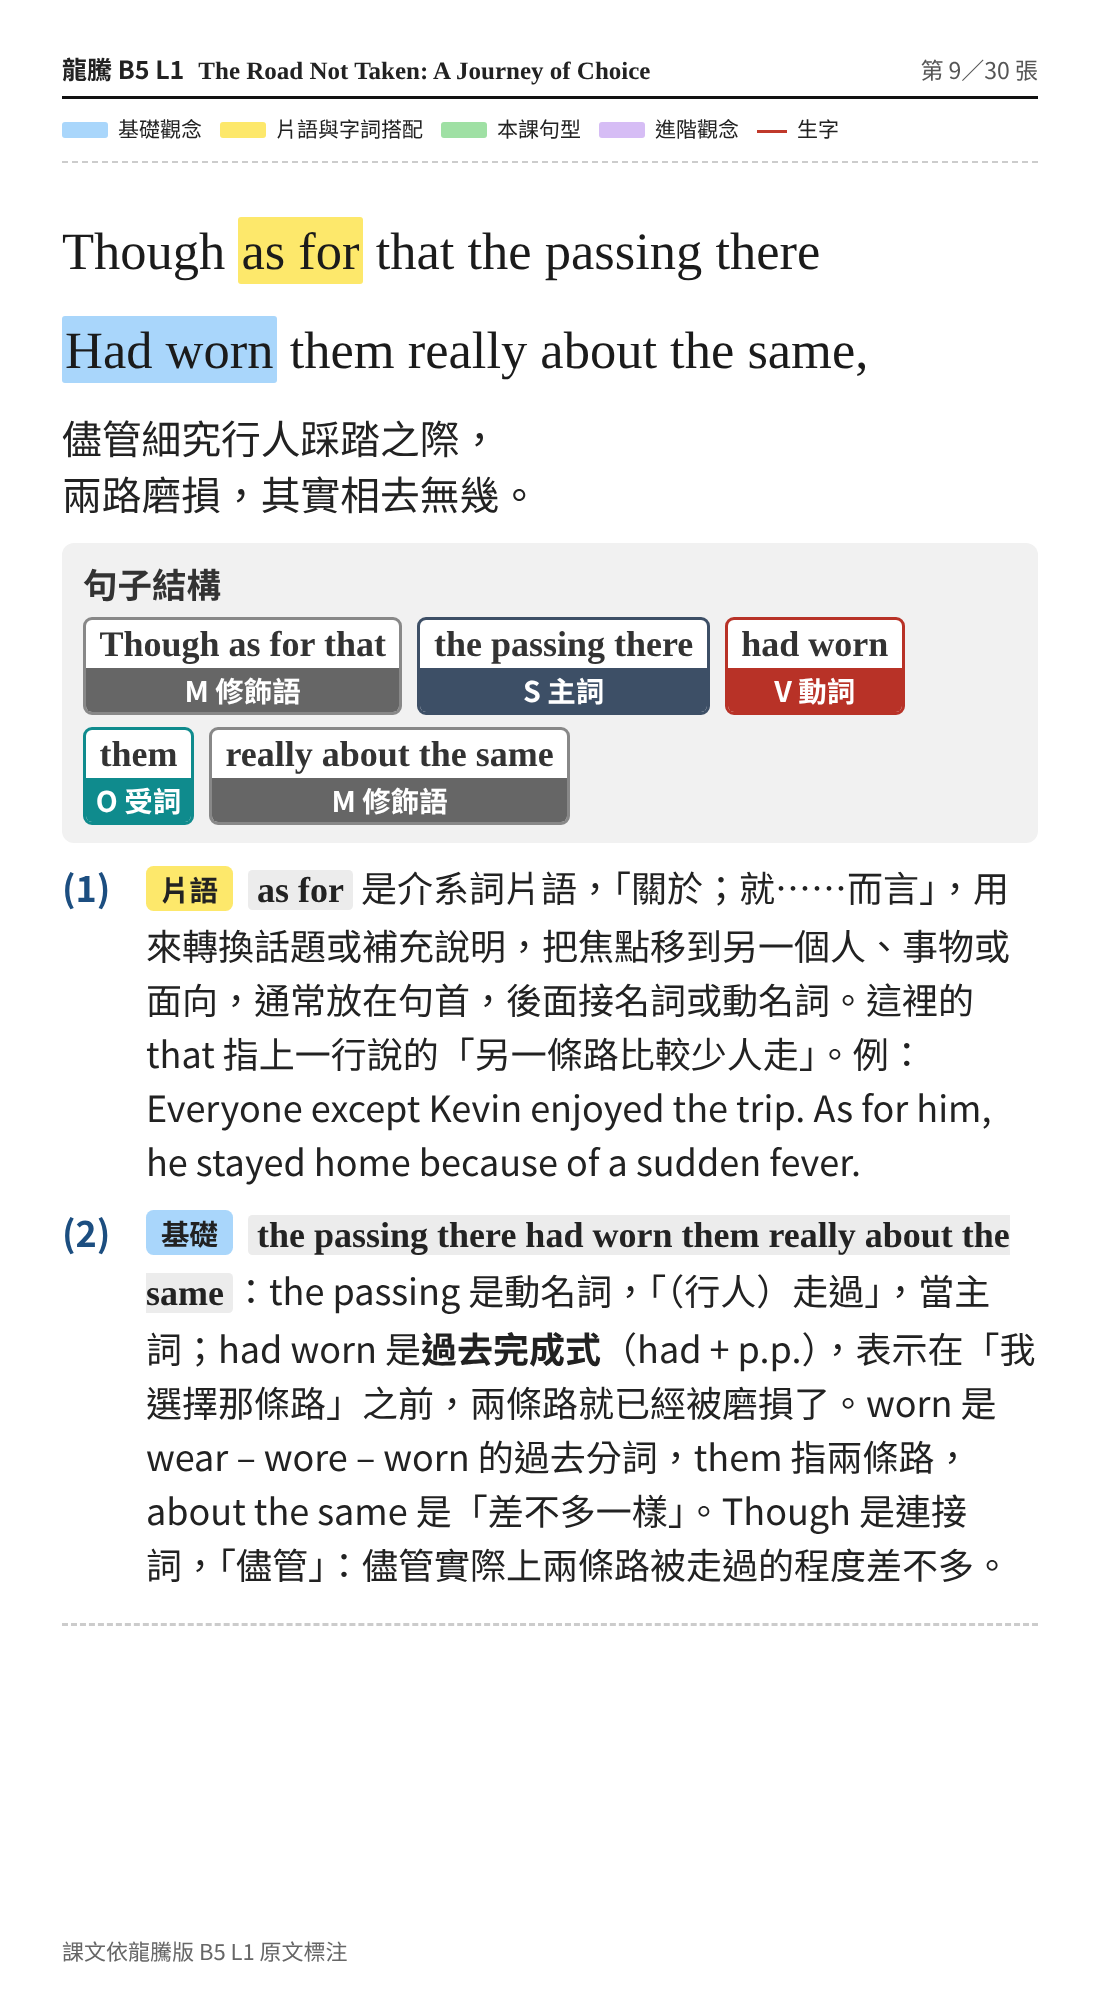 龍騰 B5 L1 The Road Not Taken: A Journey of Choice 第 9／30 張
基礎觀念 片語與字詞搭配 本課句型 進階觀念 生字
Though as for that the passing there
Had worn them really about the same,
儘管細究行人踩踏之際，
兩路磨損，其實相去無幾。
句子結構
Though as for that the passing there had worn
M 修飾語 S 主詞 V 動詞
them really about the same
O 受詞 M 修飾語
(1) 片語 as for 是介系詞片語，「關於；就……而言」，用
來轉換話題或補充說明，把焦點移到另一個人、事物或
面向，通常放在句首，後面接名詞或動名詞。這裡的
that 指上一行說的「另一條路比較少人走」。例：
Everyone except Kevin enjoyed the trip. As for him,
he stayed home because of a sudden fever.
(2) 基礎 the passing there had worn them really about the
same：the passing 是動名詞，「（行人）走過」，當主
詞；had worn 是過去完成式（had + p.p.），表示在「我
選擇那條路」之前，兩條路就已經被磨損了。worn 是
wear – wore – worn 的過去分詞，them 指兩條路，
about the same 是「差不多一樣」。Though 是連接
詞，「儘管」：儘管實際上兩條路被走過的程度差不多。
課文依龍騰版 B5 L1 原文標注